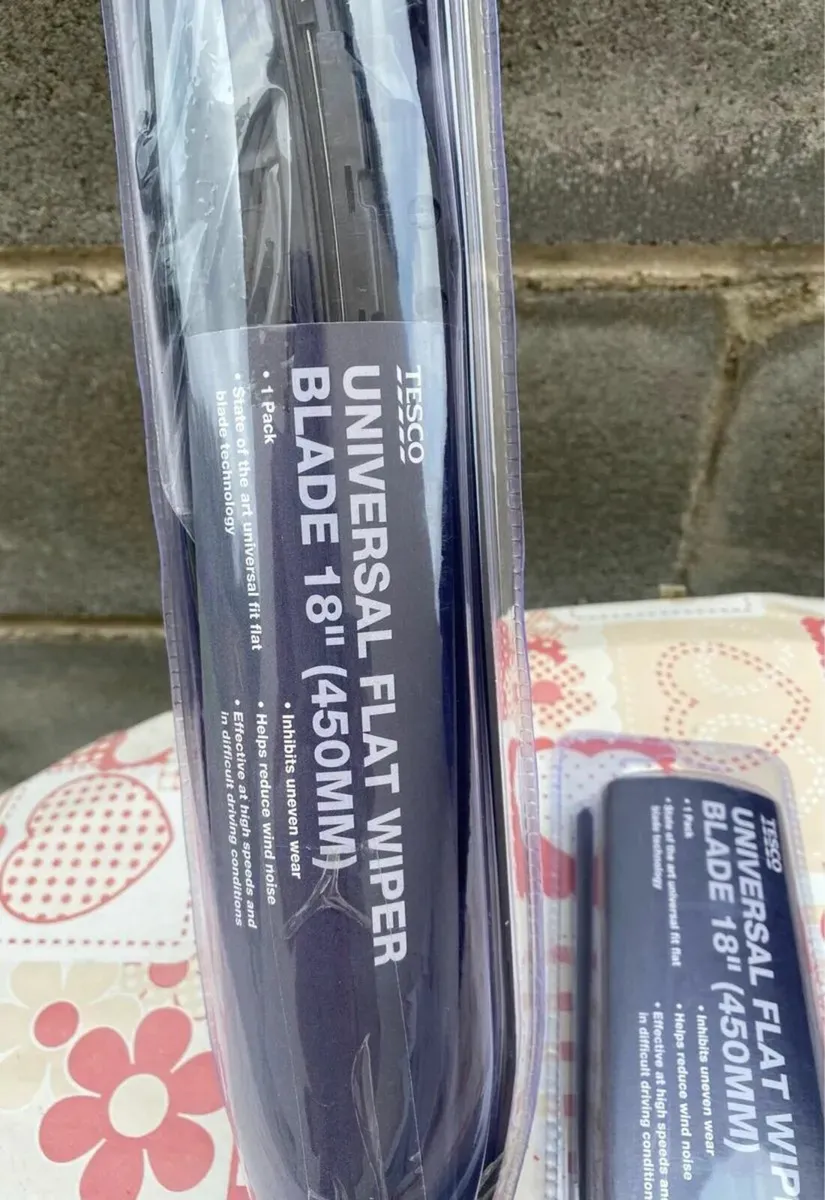 TESCO
UNIVERSAL FLAT WIPER
BLADE 18" (450MM)
• 1 Pack
• State of the art universal fit flat
blade technology
• Inhibits uneven wear
• Helps reduce wind noise
• Effective at high speeds and
in difficult driving conditions
TESCO
UNIVERSAL FLAT WIP
BLADE 18" (450MM)
• 1 Pack
• State of the art universal fit flat
blade technology
• Inhibits uneven wear
• Helps reduce wind noise
• Effective at high speeds an
in difficult driving condition